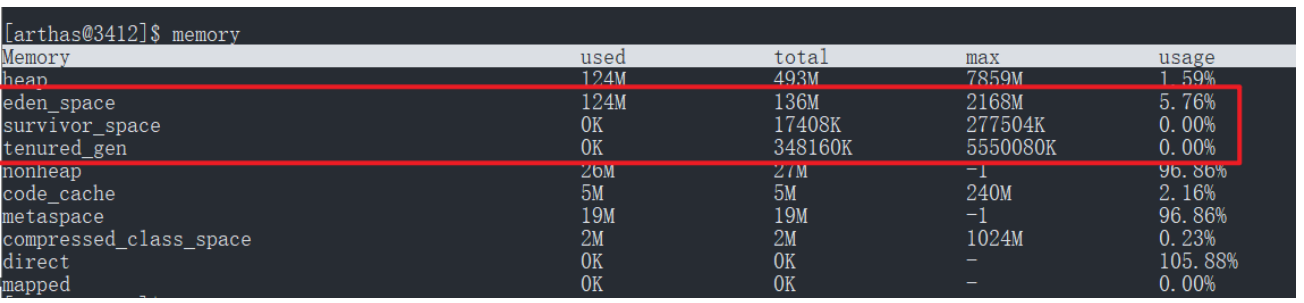 [arthas@3412]$ memory
Memory used total max usage
heap 124M 493M 7859M 1.59%
eden_space 124M 136M 2168M 5.76%
survivor_space 0K 17408K 277504K 0.00%
tenured_gen 0K 348160K 5550080K 0.00%
nonheap 26M 27M -1 96.86%
code_cache 5M 5M 240M 2.16%
metaspace 19M 19M -1 96.86%
compressed_class_space 2M 2M 1024M 0.23%
direct 0K 0K - 105.88%
mapped 0K 0K - 0.00%